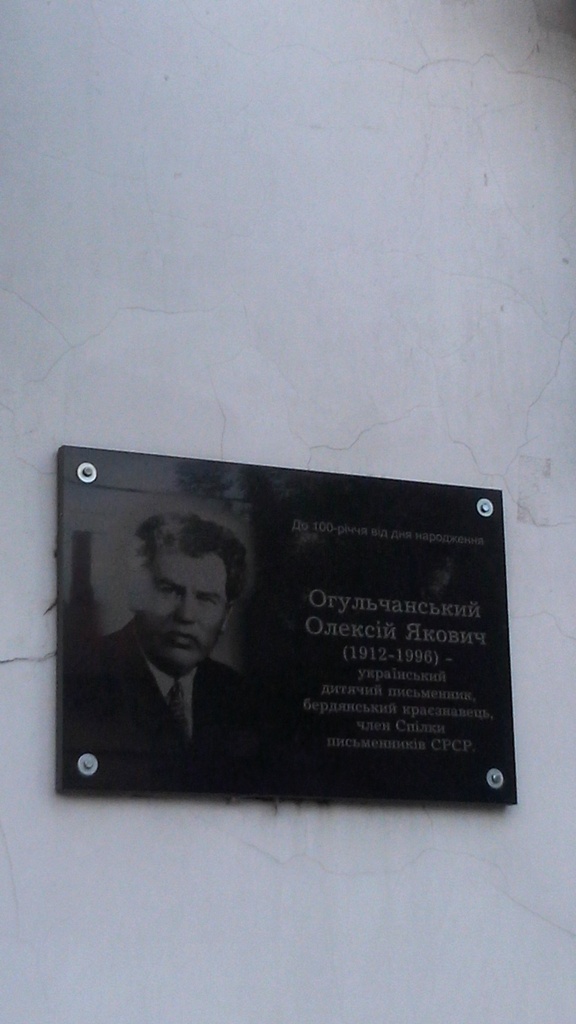 До 100-річчя від дня народження
Огульчанський
Олексій Якович
(1912-1996) –
український
дитячий письменник,
бердянський краєзнавець,
член Спілки
письменників СРСР.